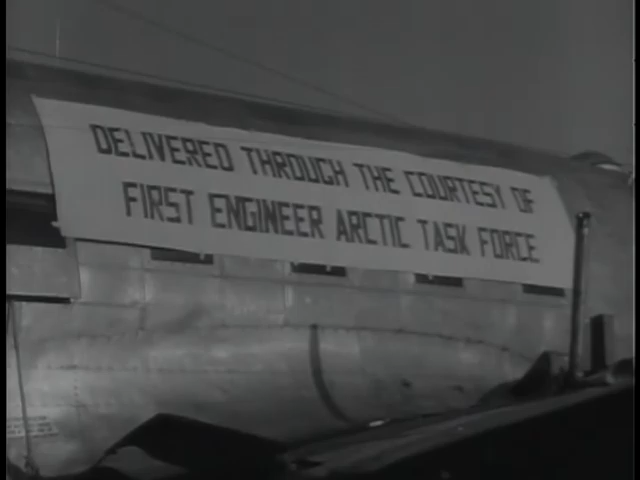 DELIVERED THROUGH THE COURTESY OF
FIRST ENGINEER ARCTIC TASK FORCE